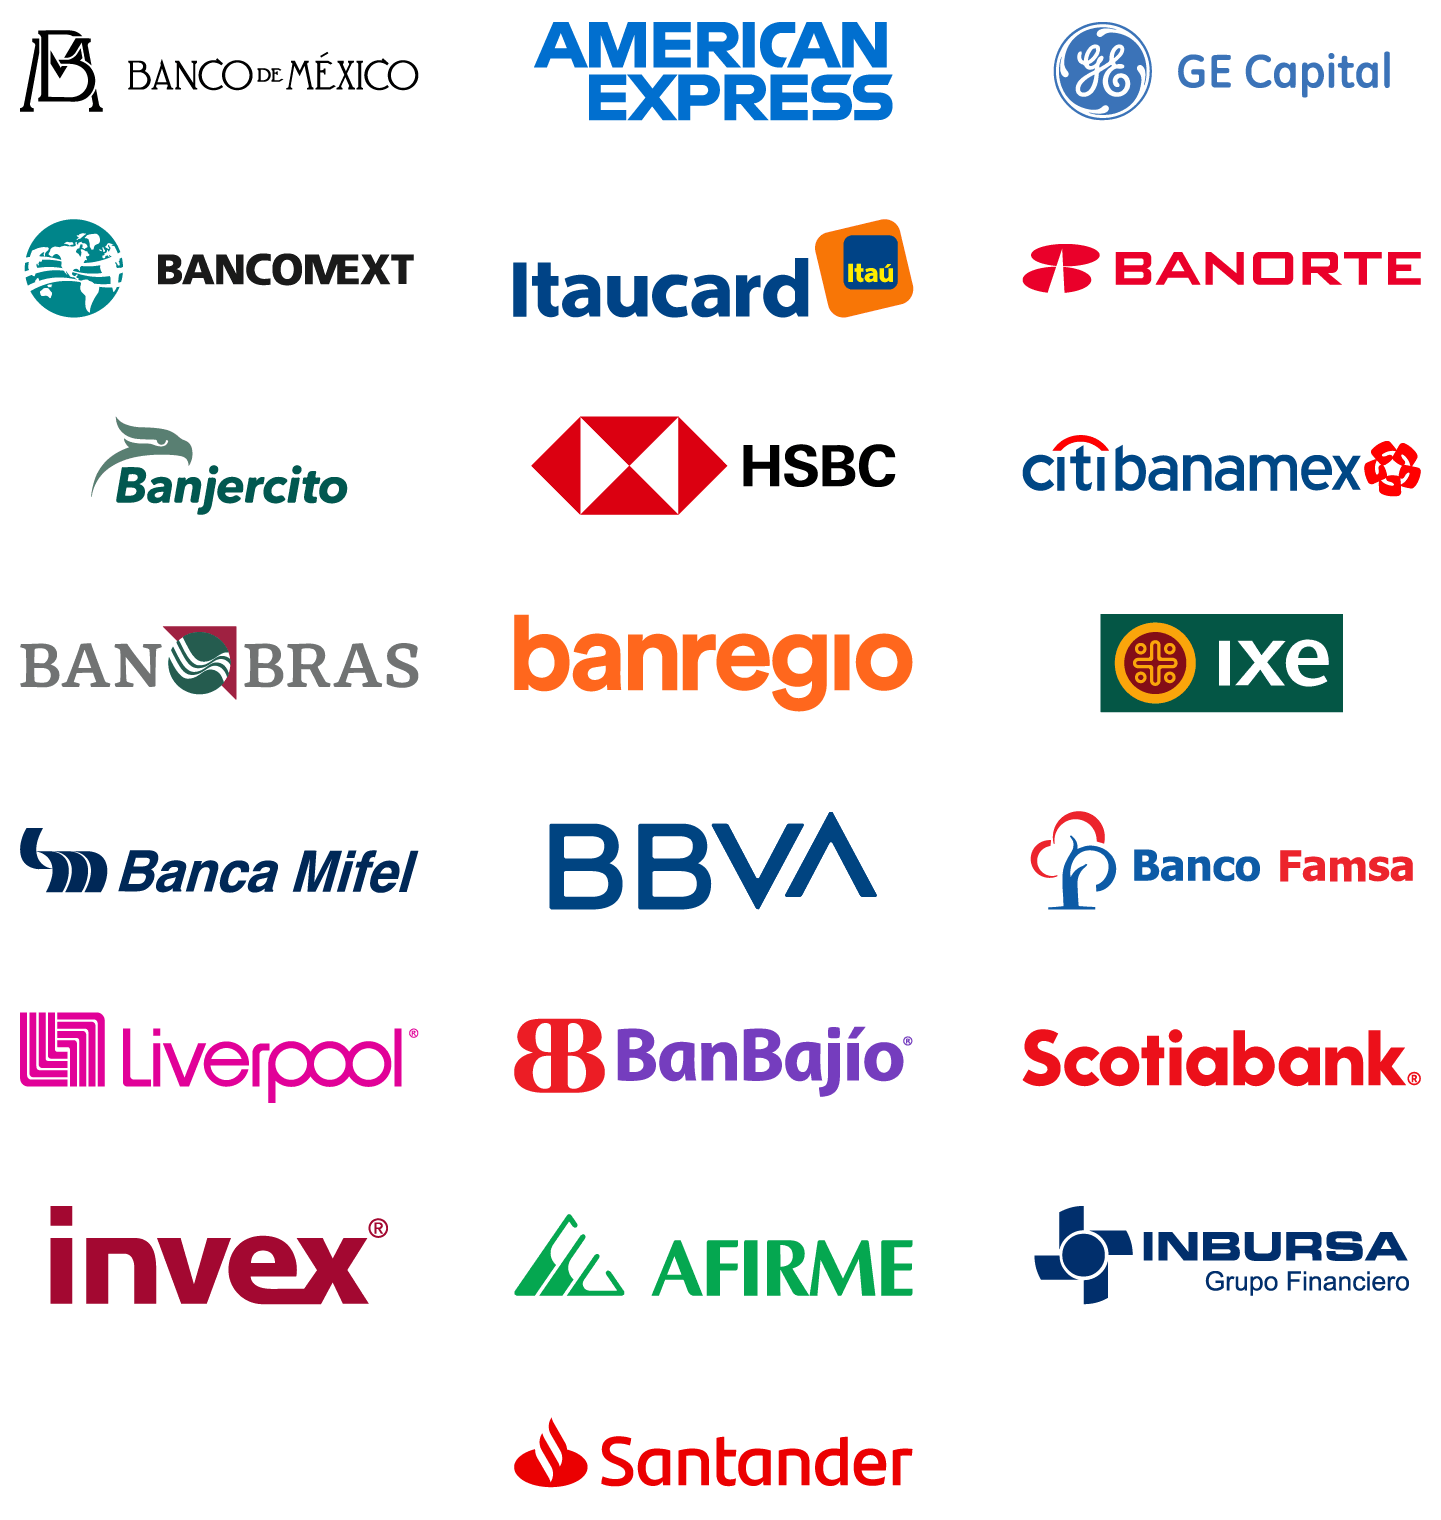 BANCO DE MÉXICO
AMERICAN
EXPRESS
GE Capital
BANCOMEXT
Itaucard Itaú
BANORTE
Banjercito
HSBC
citibanamex
BANOBRAS
banregio
ixe
Banca Mifel
BBVA
Banco Famsa
Liverpool®
BanBajío®
Scotiabank®
invex®
AFIRME
INBURSA
Grupo Financiero
Santander